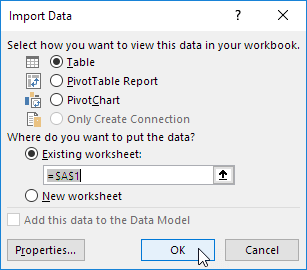 Import Data
?
Select how you want to view this data in your workbook.
Table
PivotTable Report
PivotChart
Only Create Connection
Where do you want to put the data?
Existing worksheet:
=$A$1
New worksheet
Add this data to the Data Model
Properties... OK Cancel